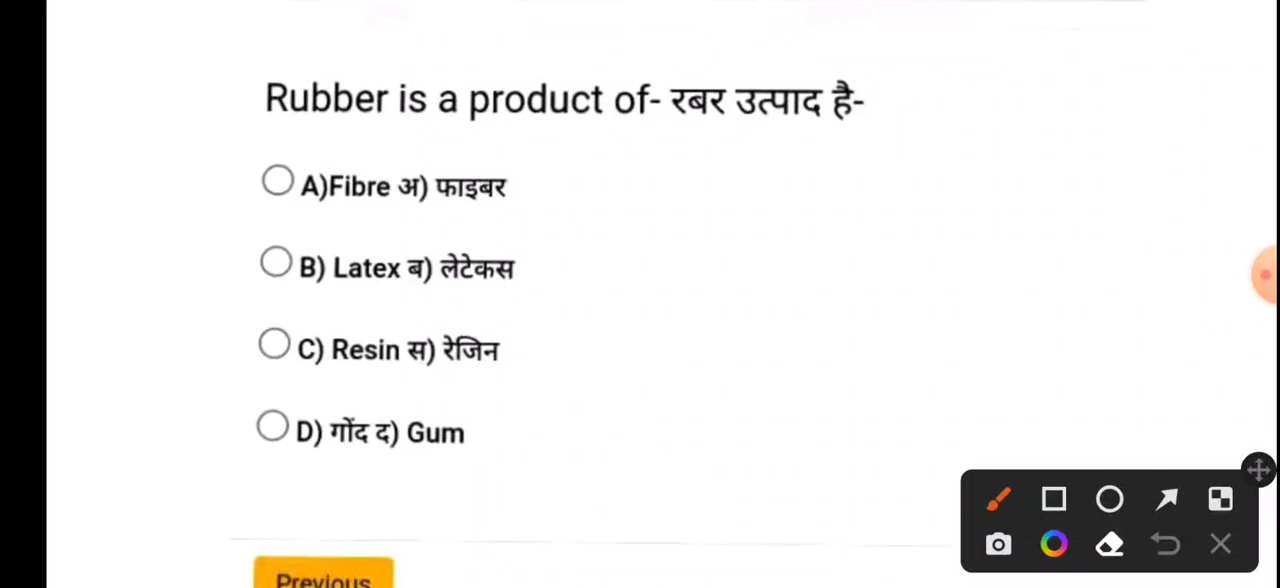 Rubber is a product of- रबर उत्पाद है-
A)Fibre अ) फाइबर
B) Latex ब) लेटेकस
C) Resin स) रेजिन
D) गोंद द) Gum
Previous